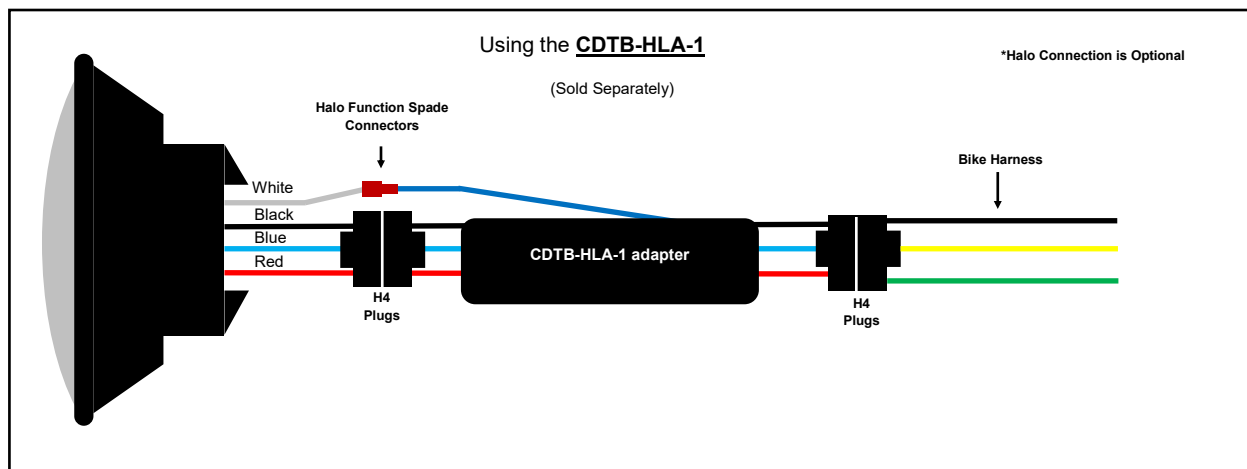 Using the CDTB-HLA-1
*Halo Connection is Optional
(Sold Separately)
Halo Function Spade
Connectors
Bike Harness
White
Black
Blue
Red
CDTB-HLA-1 adapter
H4
Plugs
H4
Plugs